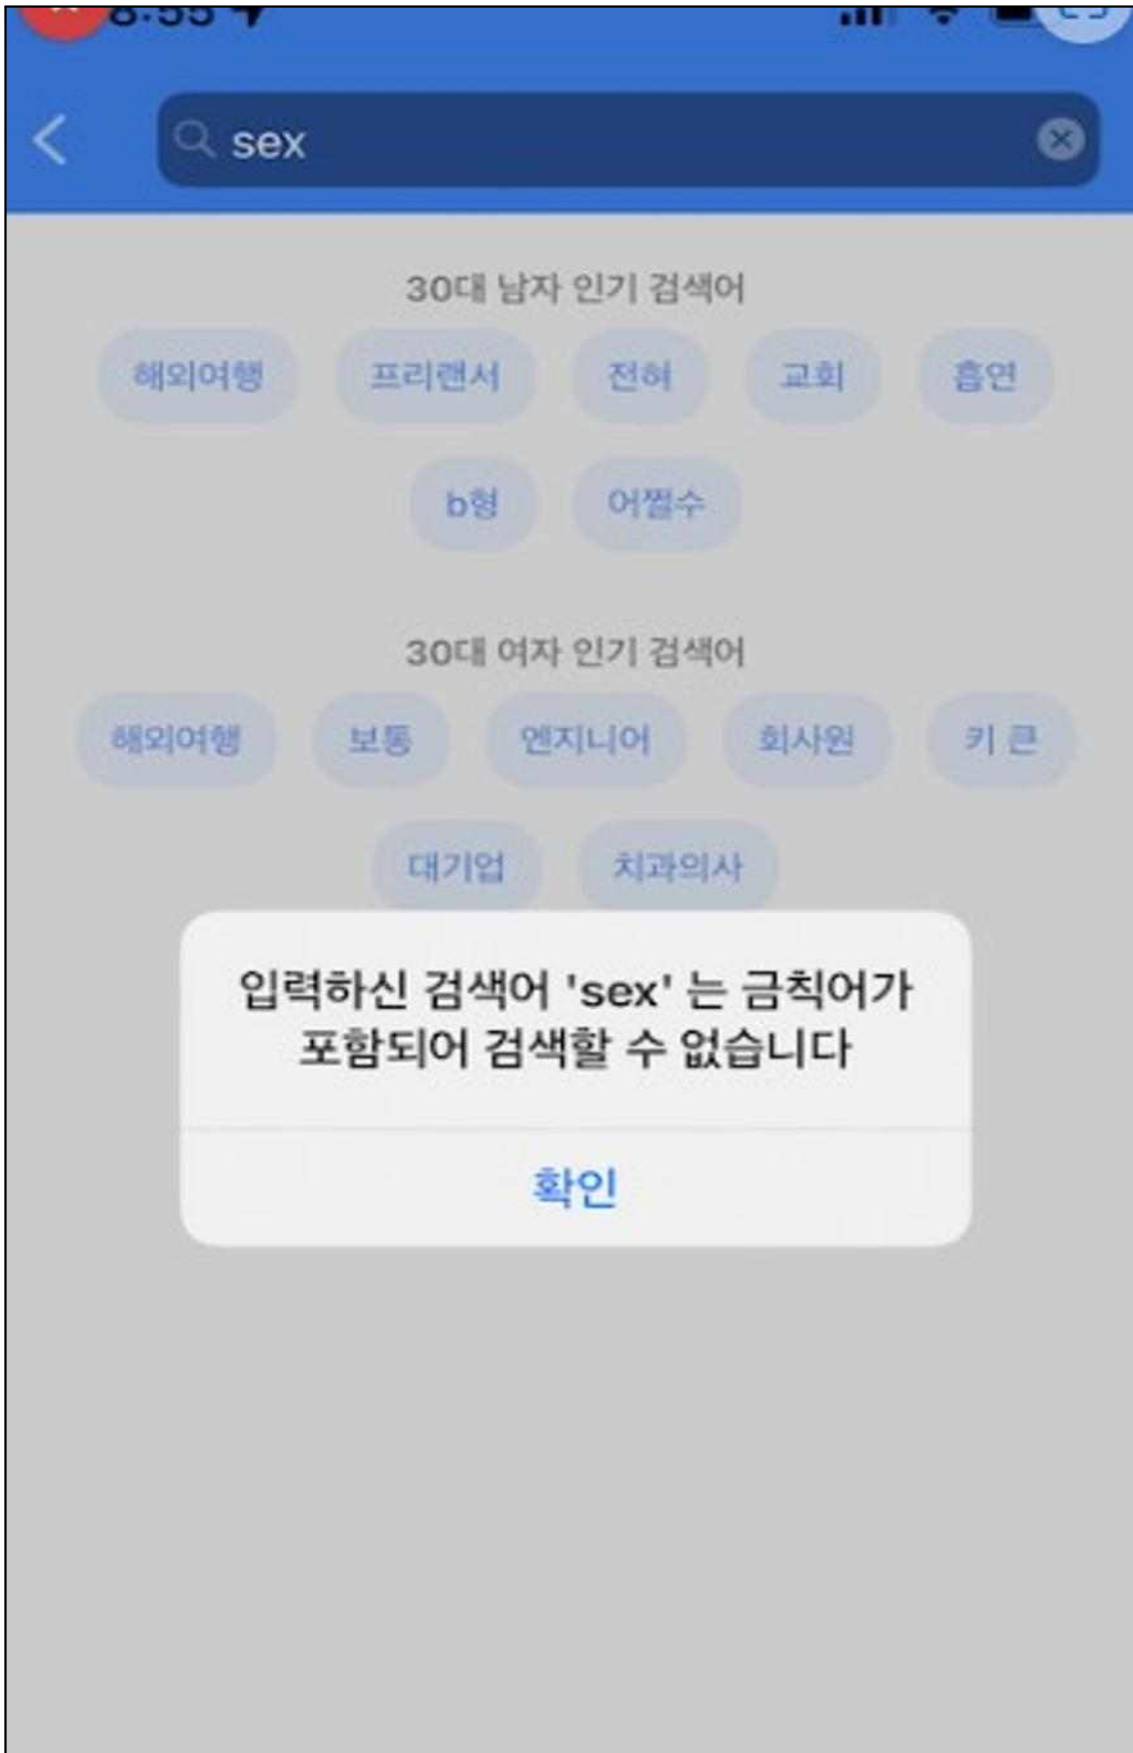 8:55
sex
30대 남자 인기 검색어
해외여행 프리랜서 전혀 교회 흡연
b형 어쩔수
30대 여자 인기 검색어
해외여행 보통 엔지니어 회사원 키 큰
대기업 치과의사
입력하신 검색어 'sex' 는 금칙어가
포함되어 검색할 수 없습니다
확인